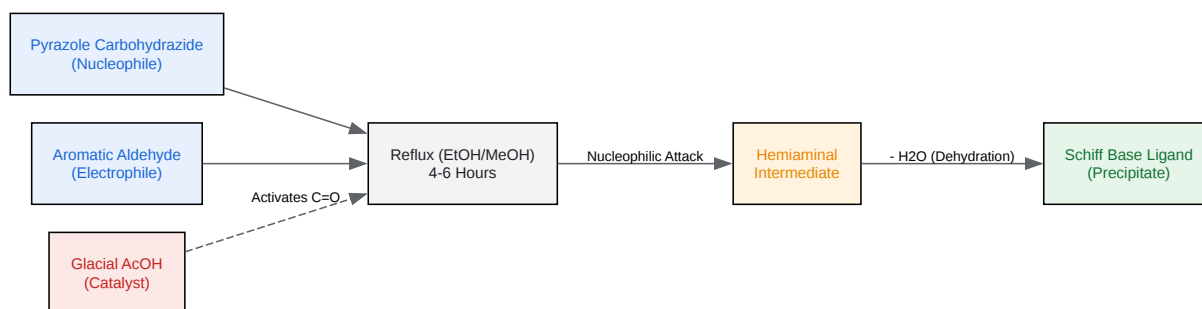 Pyrazole Carbohydrazide
(Nucleophile)
Aromatic Aldehyde
(Electrophile)
Activates C=O
Glacial AcOH
(Catalyst)
Reflux (EtOH/MeOH)
4-6 Hours
Nucleophilic Attack
Hemiaminal
Intermediate
- H2O (Dehydration)
Schiff Base Ligand
(Precipitate)